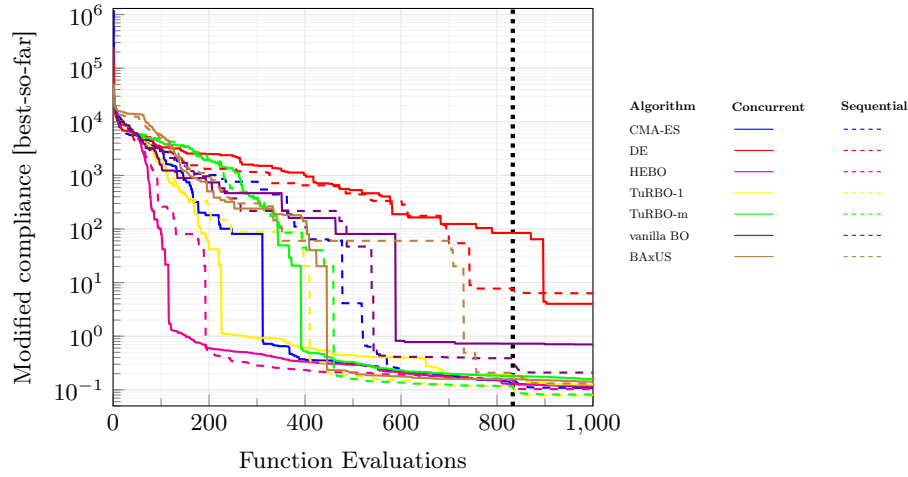 10^6
10^5
10^4
10^3
10^2
10^1
10^0
10^−1
Modified compliance [best-so-far]
0 200 400 600 800 1,000
Function Evaluations
Algorithm Concurrent Sequential
CMA-ES
DE
HEBO
TuRBO-1
TuRBO-m
vanilla BO
BAxUS